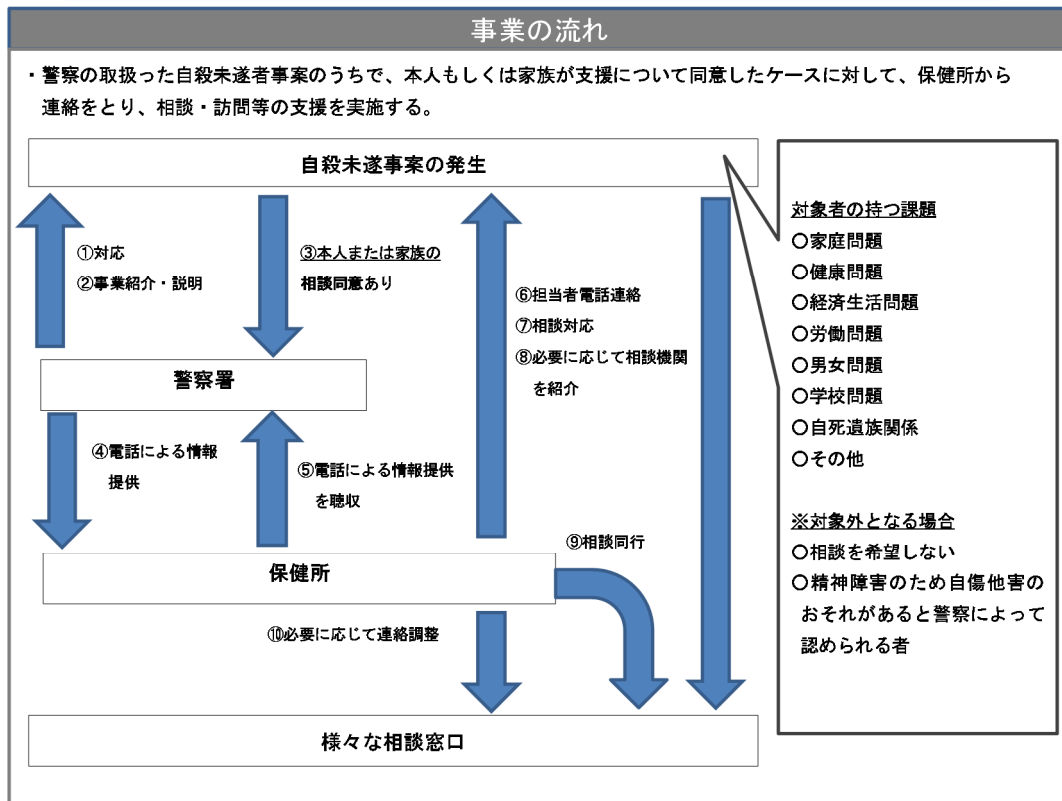 事業の流れ
・警察の取扱った自殺未遂者事案のうちで、本人もしくは家族が支援について同意したケースに対して、保健所から
連絡をとり、相談・訪問等の支援を実施する。
自殺未遂事案の発生
①対応
②事業紹介・説明
③本人または家族の
相談同意あり
⑥担当者電話連絡
⑦相談対応
⑧必要に応じて相談機関
を紹介
警察署
④電話による情報
提供
⑤電話による情報提供
を聴収
⑨相談同行
保健所
⑩必要に応じて連絡調整
様々な相談窓口
対象者の持つ課題
○家庭問題
○健康問題
○経済生活問題
○労働問題
○男女問題
○学校問題
○自死遺族関係
○その他
※対象外となる場合
○相談を希望しない
○精神障害のため自傷他害の
おそれがあると警察によって
認められる者